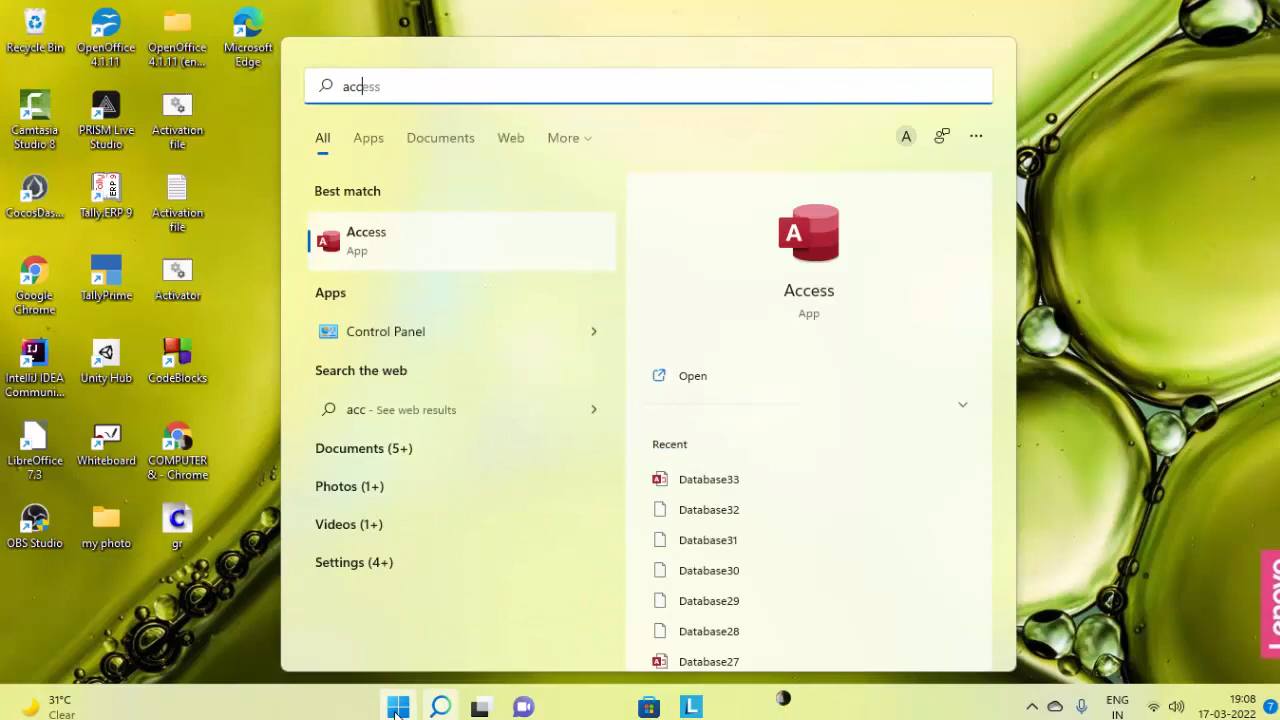 Recycle Bin
OpenOffice 4.1.11
OpenOffice 4.1.11 (en...
Microsoft Edge
Camtasia Studio 8
PRISM Live Studio
Activation file
CocosDas...
Tally.ERP 9
Activation file
Google Chrome
TallyPrime
Activator
IntelliJ IDEA Communi...
Unity Hub
CodeBlocks
LibreOffice 7.3
Whiteboard
COMPUTER & - Chrome
OBS Studio
my photo
gr
access
All Apps Documents Web More
A
Best match
Access
App
Apps
Control Panel
Search the web
acc - See web results
Documents (5+)
Photos (1+)
Videos (1+)
Settings (4+)
Access
App
Open
Recent
Database33
Database32
Database31
Database30
Database29
Database28
Database27
Lenovo
31°C
Clear
L
ENG
IN
19:08
17-03-2022
7